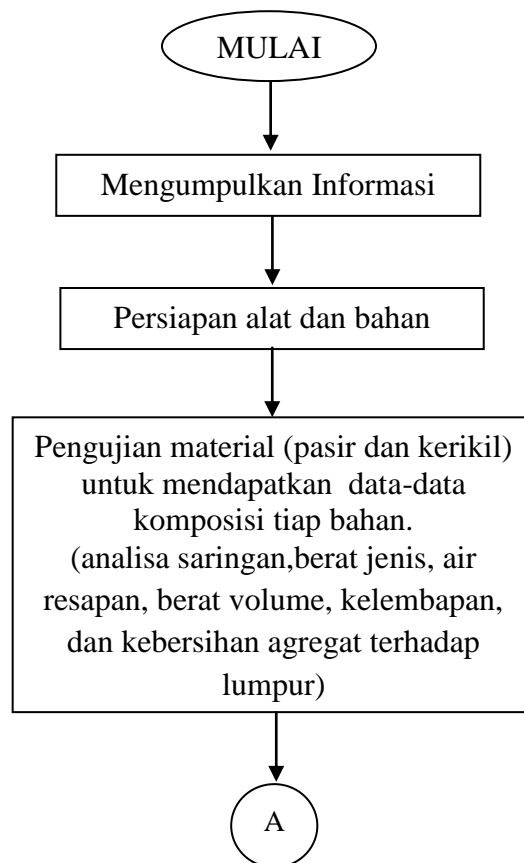 MULAI
Mengumpulkan Informasi
Persiapan alat dan bahan
Pengujian material (pasir dan kerikil)
untuk mendapatkan data-data
komposisi tiap bahan.
(analisa saringan,berat jenis, air
resapan, berat volume, kelembapan,
dan kebersihan agregat terhadap
lumpur)
A